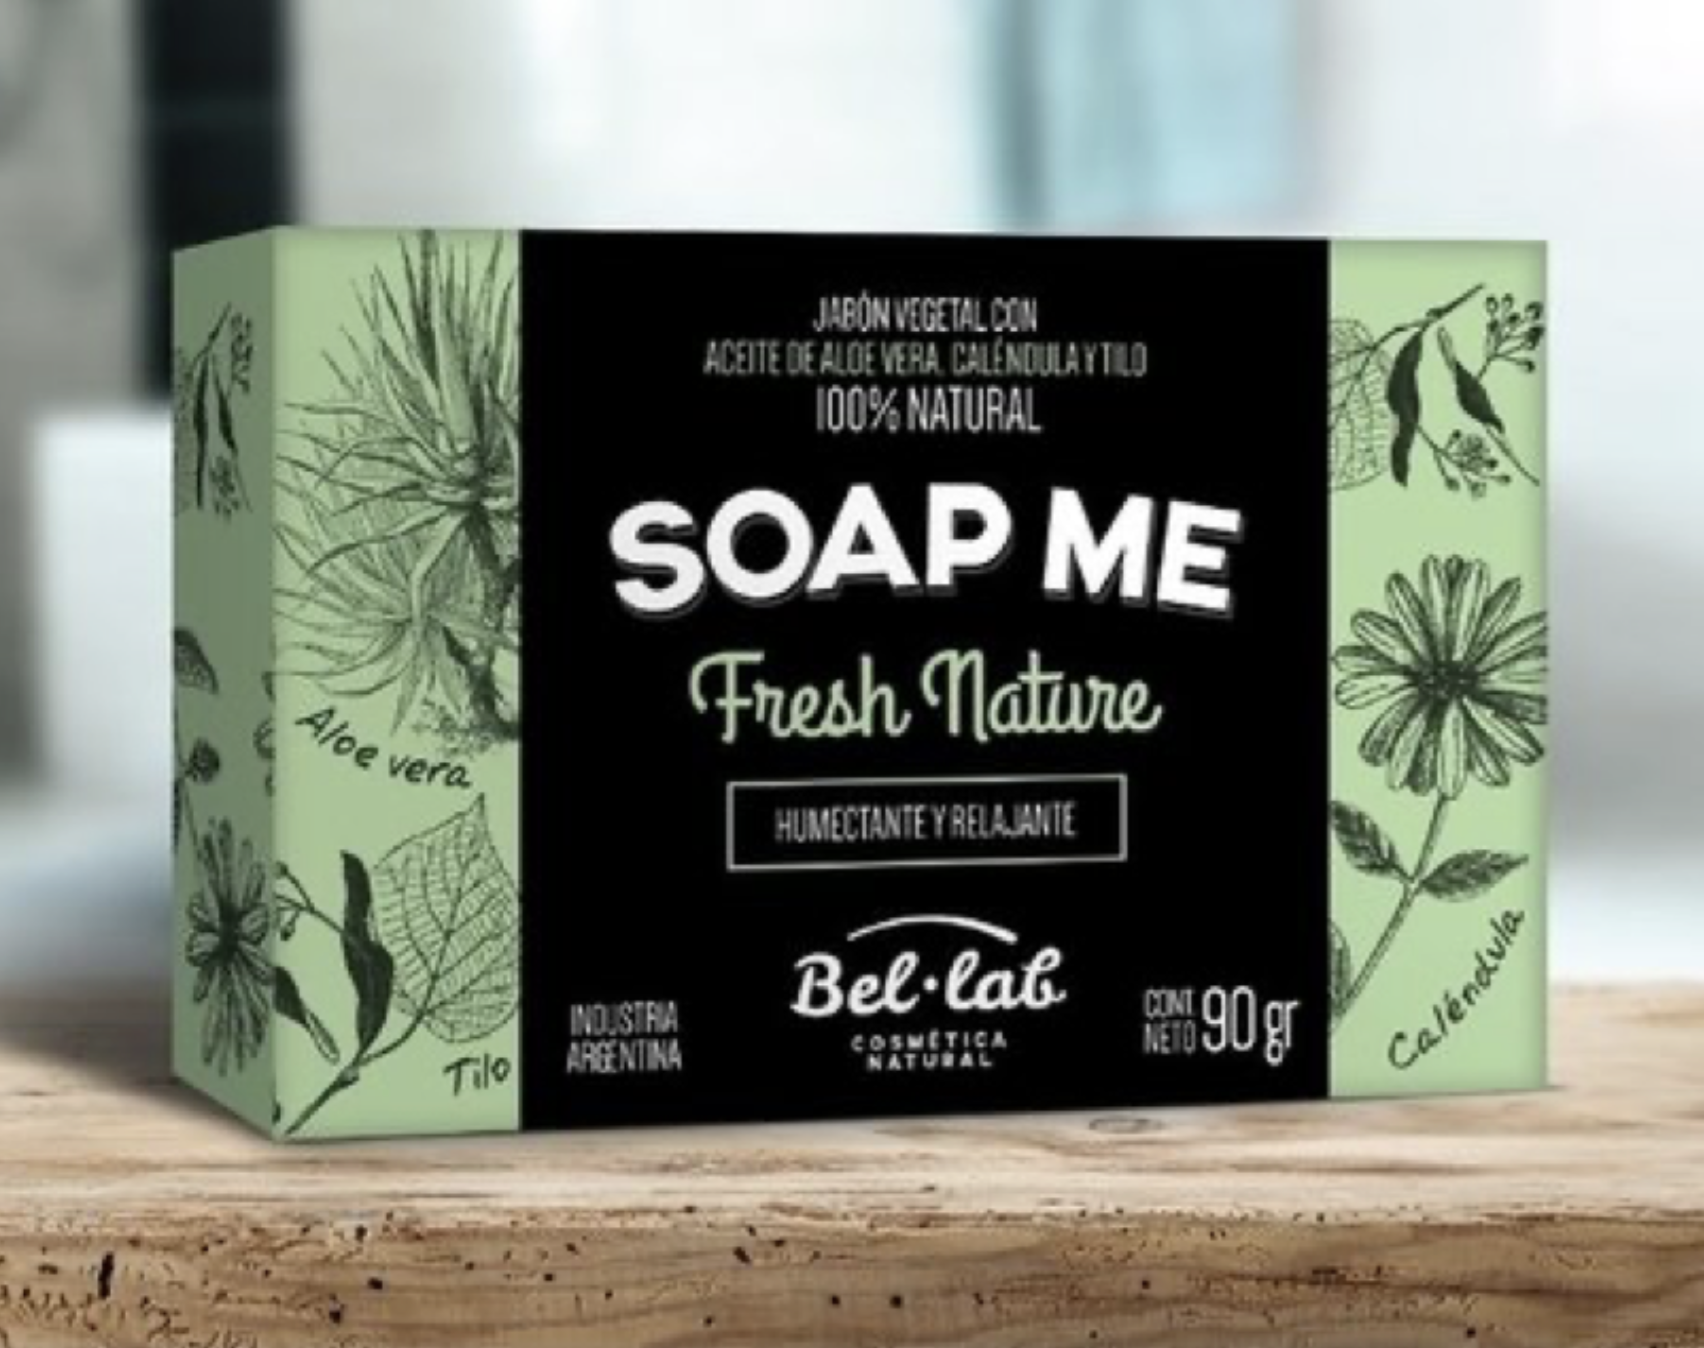 JABÓN VEGETAL CON
ACEITE DE ALOE VERA, CALÉNDULA Y TILO
100% NATURAL
SOAP ME
Fresh Nature
HUMECTANTE Y RELAJANTE
Bel·lab
COSMÉTICA
NATURAL
INDUSTRIA
ARGENTINA
CONT.
NETO 90 gr
Aloe vera
Tilo
Caléndula